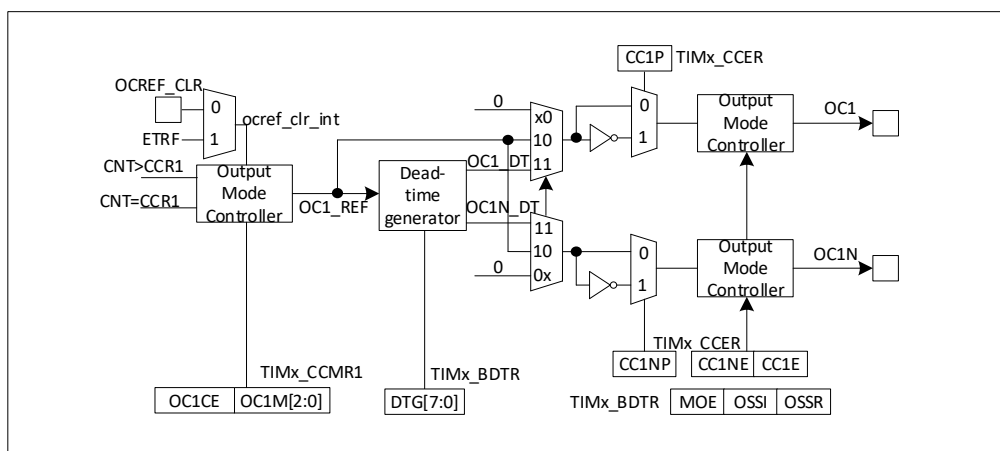 CC1P
TIMx_CCER
OCREF_CLR
0
ocref_clr_int
ETRF
1
CNT>CCR1
CNT=CCR1
Output
Mode
Controller
OC1_REF
Dead-
time
generator
OC1_DT
OC1N_DT
0
x0
10
11
0
1
Output
Mode
Controller
OC1
11
10
0x
0
0
1
Output
Mode
Controller
OC1N
TIMx_CCMR1
OC1CE
OC1M[2:0]
TIMx_BDTR
DTG[7:0]
TIMx_CCER
CC1NP
CC1NE
CC1E
TIMx_BDTR
MOE
OSSI
OSSR